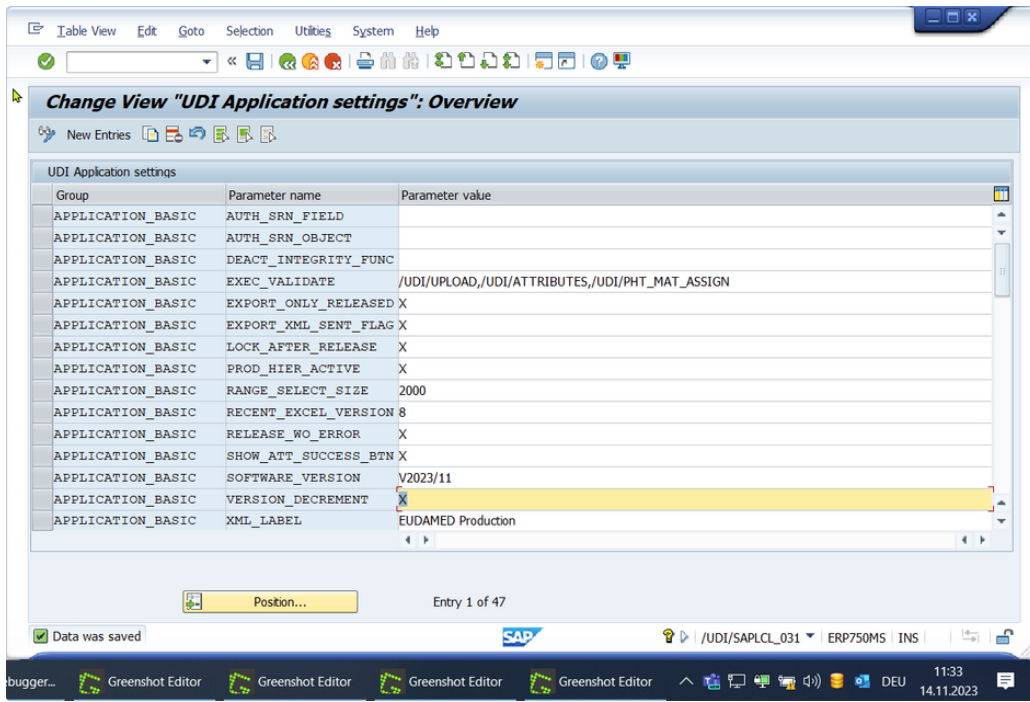 Table View Edit Goto Selection Utilities System Help
Change View "UDI Application settings": Overview
New Entries
UDI Application settings
Group Parameter name Parameter value
APPLICATION_BASIC AUTH_SRN_FIELD
APPLICATION_BASIC AUTH_SRN_OBJECT
APPLICATION_BASIC DEACT_INTEGRITY_FUNC
APPLICATION_BASIC EXEC_VALIDATE /UDI/UPLOAD,/UDI/ATTRIBUTES,/UDI/PHT_MAT_ASSIGN
APPLICATION_BASIC EXPORT_ONLY_RELEASED X
APPLICATION_BASIC EXPORT_XML_SENT_FLAG X
APPLICATION_BASIC LOCK_AFTER_RELEASE X
APPLICATION_BASIC PROD_HIER_ACTIVE X
APPLICATION_BASIC RANGE_SELECT_SIZE 2000
APPLICATION_BASIC RECENT_EXCEL_VERSION 8
APPLICATION_BASIC RELEASE_WO_ERROR X
APPLICATION_BASIC SHOW_ATT_SUCCESS_BTN X
APPLICATION_BASIC SOFTWARE_VERSION V2023/11
APPLICATION_BASIC VERSION_DECREMENT X
APPLICATION_BASIC XML_LABEL EUDAMED Production
Position... Entry 1 of 47
Data was saved SAP /UDI/SAPLCL_031 ERP750MS INS
ebugger... Greenshot Editor Greenshot Editor Greenshot Editor Greenshot Editor DEU 11:33
14.11.2023